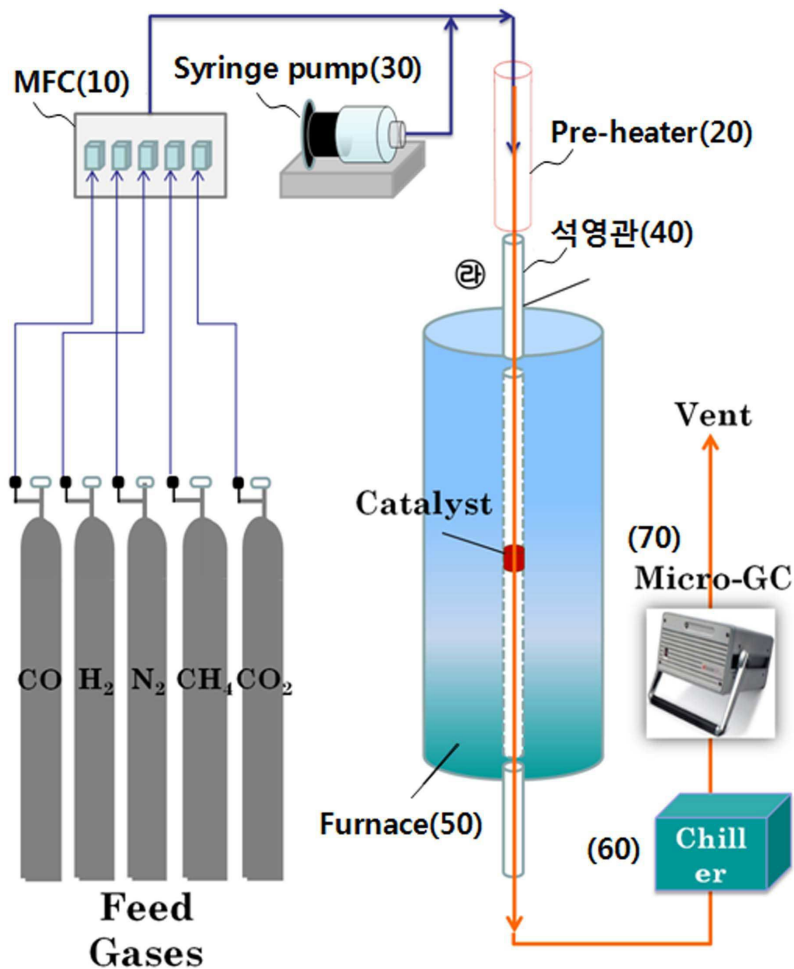 MFC(10)
Syringe pump(30)
Pre-heater(20)
석영관(40)
㉣
Vent
Catalyst
(70)
Micro-GC
CO H₂ N₂ CH₄ CO₂
Furnace(50)
(60)
Chill
er
Feed
Gases